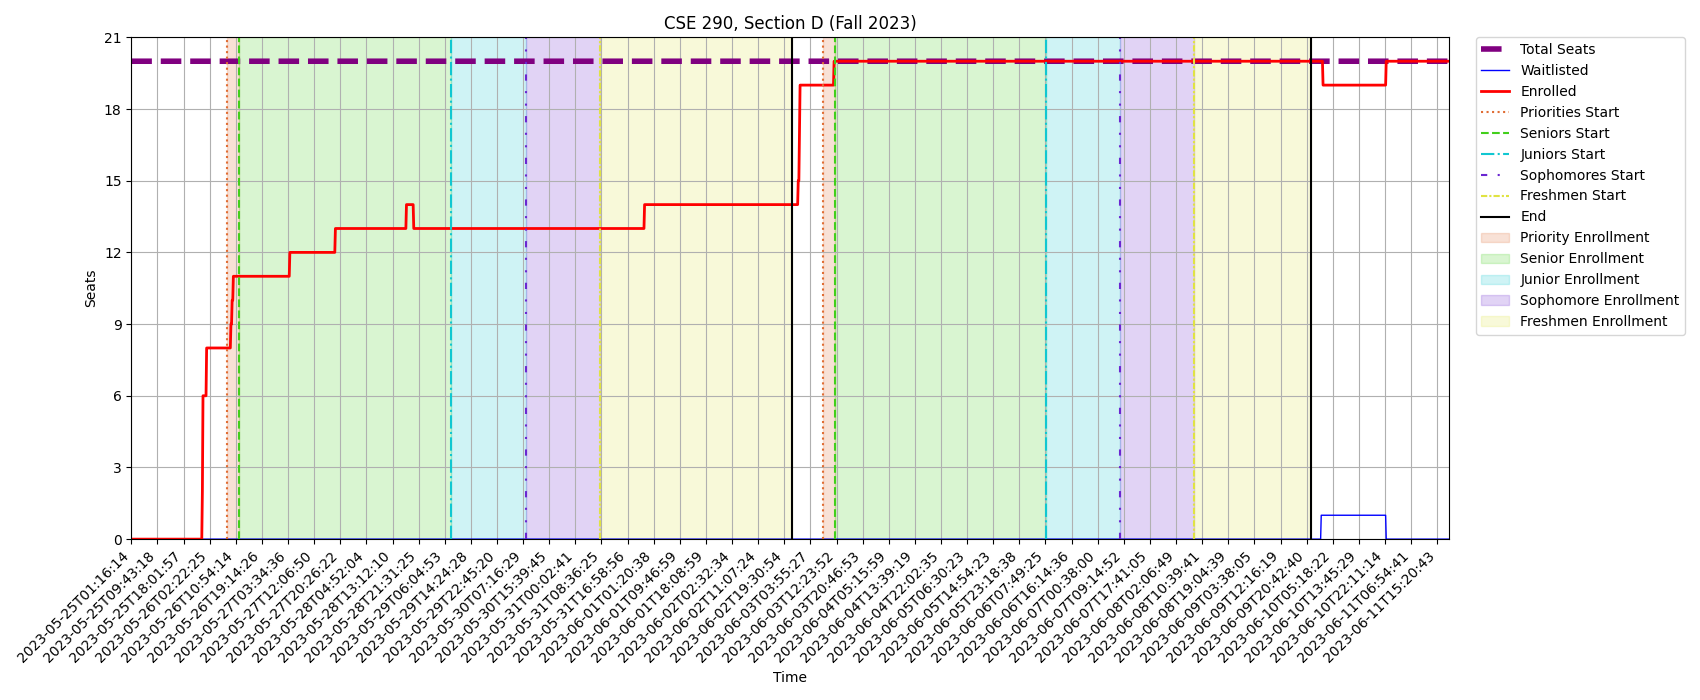 CSE 290, Section D (Fall 2023)
21
18
15
12
9
6
3
0
Seats
2023-05-25T01:16:14
2023-05-25T09:43:18
2023-05-25T18:01:57
2023-05-26T02:22:25
2023-05-26T10:54:14
2023-05-26T19:14:26
2023-05-27T03:34:36
2023-05-27T12:06:50
2023-05-27T20:26:22
2023-05-28T04:52:04
2023-05-28T13:12:10
2023-05-28T21:31:25
2023-05-29T06:04:53
2023-05-29T14:24:28
2023-05-29T22:45:20
2023-05-30T07:16:29
2023-05-30T15:39:45
2023-05-31T00:02:41
2023-05-31T08:36:25
2023-05-31T16:58:56
2023-06-01T01:20:38
2023-06-01T09:46:59
2023-06-01T18:08:59
2023-06-02T02:32:34
2023-06-02T11:07:24
2023-06-02T19:30:54
2023-06-03T03:55:27
2023-06-03T12:23:52
2023-06-03T20:46:53
2023-06-04T05:15:59
2023-06-04T13:39:19
2023-06-04T22:02:35
2023-06-05T06:30:23
2023-06-05T14:54:23
2023-06-05T23:18:38
2023-06-06T07:49:25
2023-06-06T16:14:36
2023-06-07T00:38:00
2023-06-07T09:14:52
2023-06-07T17:41:05
2023-06-08T02:06:49
2023-06-08T10:39:41
2023-06-08T19:04:39
2023-06-09T03:38:05
2023-06-09T12:16:19
2023-06-09T20:42:40
2023-06-10T05:18:22
2023-06-10T13:45:29
2023-06-10T22:11:14
2023-06-11T06:54:41
2023-06-11T15:20:43
Time
Total Seats
Waitlisted
Enrolled
Priorities Start
Seniors Start
Juniors Start
Sophomores Start
Freshmen Start
End
Priority Enrollment
Senior Enrollment
Junior Enrollment
Sophomore Enrollment
Freshmen Enrollment